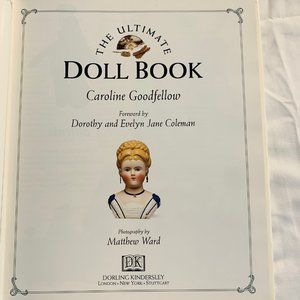 THE ULTIMATE
DOLL BOOK
Caroline Goodfellow
Foreword by
Dorothy and Evelyn Jane Coleman
Photography by
Matthew Ward
DK
DORLING KINDERSLEY
LONDON • NEW YORK • STUTTGART